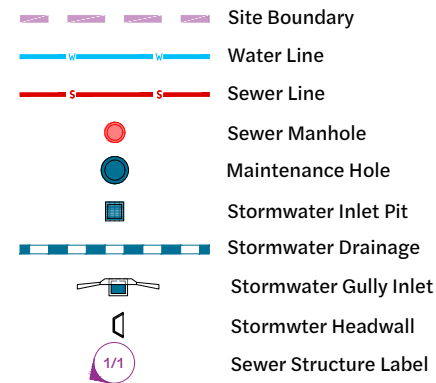 Site Boundary
W W Water Line
S S Sewer Line
Sewer Manhole
Maintenance Hole
Stormwater Inlet Pit
Stormwater Drainage
Stormwater Gully Inlet
Stormwter Headwall
1/1 Sewer Structure Label